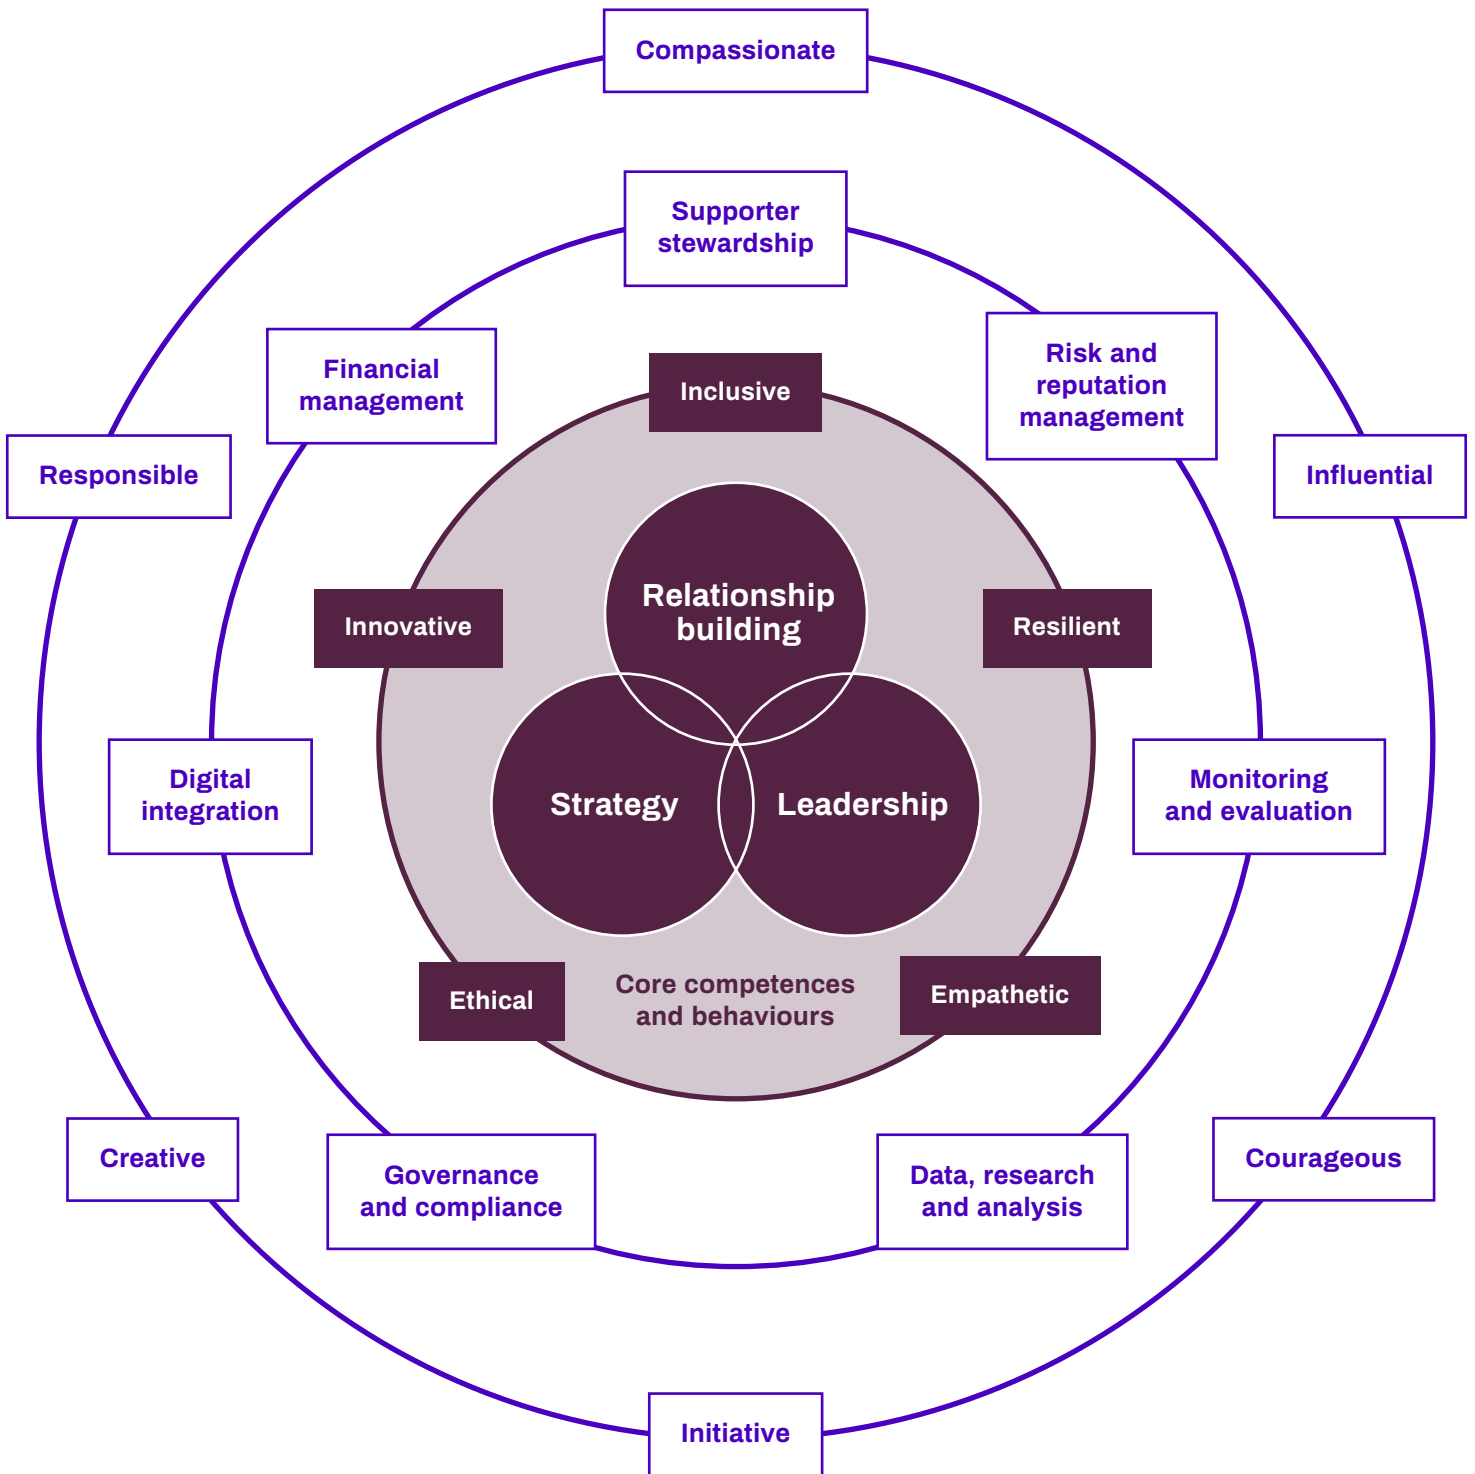 Compassionate
Supporter
stewardship
Financial
management
Risk and
reputation
management
Inclusive
Responsible
Influential
Relationship
building
Innovative
Resilient
Digital
integration
Strategy
Leadership
Monitoring
and evaluation
Ethical
Core competences
and behaviours
Empathetic
Creative
Governance
and compliance
Data, research
and analysis
Courageous
Initiative